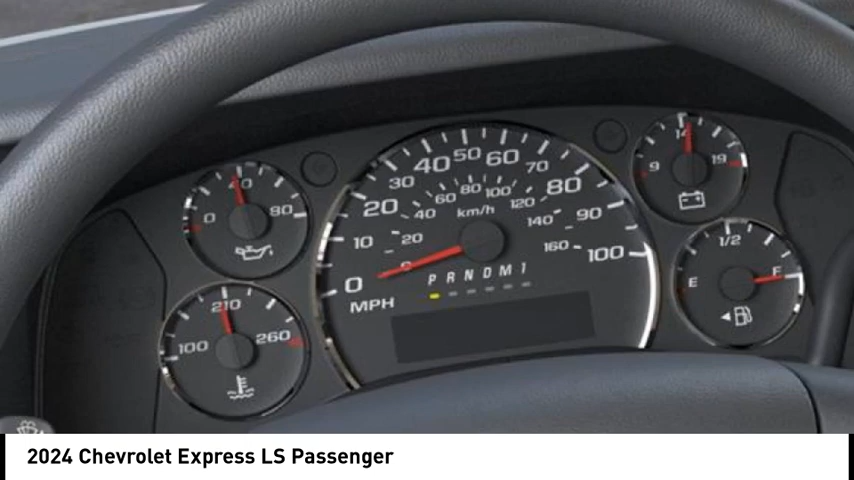 0 40 80
100 210 260
0 10 20 30 40 50 60 70 80 90 100
MPH
0 20 40 60 80 100 120 140 160
km/h
P R N D M 1
9 14 19
E 1/2 F
2024 Chevrolet Express LS Passenger